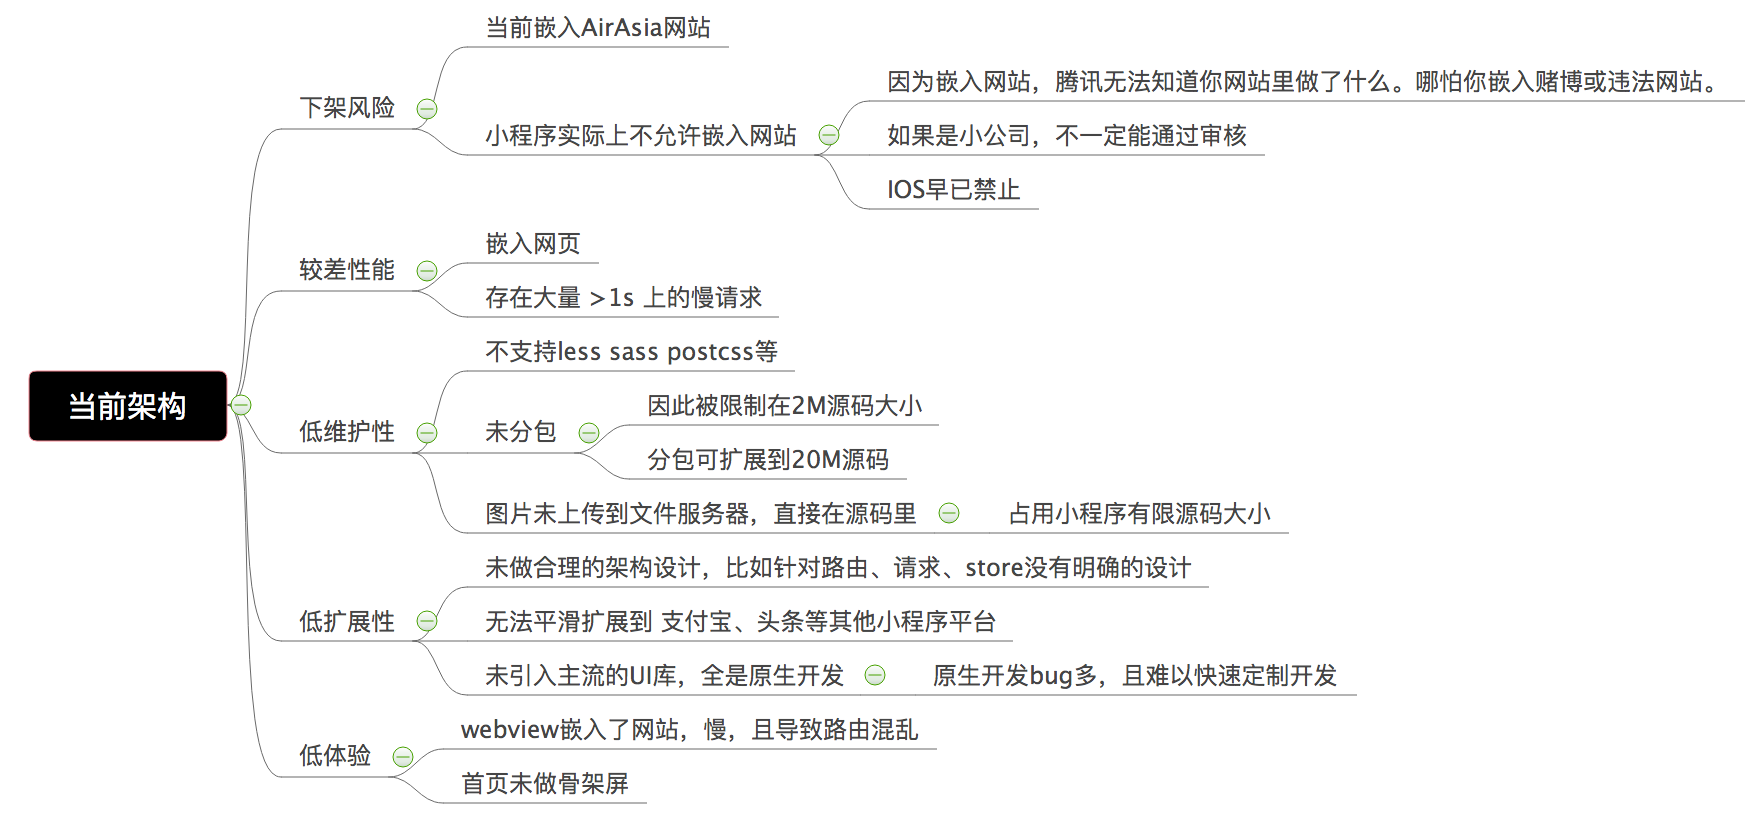 当前架构
下架风险
当前嵌入AirAsia网站
小程序实际上不允许嵌入网站
因为嵌入网站，腾讯无法知道你网站里做了什么。哪怕你嵌入赌博或违法网站。
如果是小公司，不一定能通过审核
IOS早已禁止
较差性能
嵌入网页
存在大量 >1s 上的慢请求
低维护性
不支持less sass postcss等
未分包
因此被限制在2M源码大小
分包可扩展到20M源码
图片未上传到文件服务器，直接在源码里
占用小程序有限源码大小
低扩展性
未做合理的架构设计，比如针对路由、请求、store没有明确的设计
无法平滑扩展到 支付宝、头条等其他小程序平台
未引入主流的UI库，全是原生开发
原生开发bug多，且难以快速定制开发
低体验
webview嵌入了网站，慢，且导致路由混乱
首页未做骨架屏